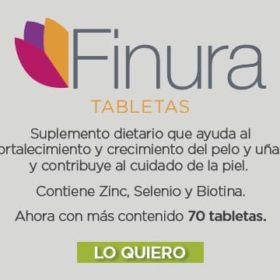 Finura
TABLETAS
Suplemento dietario que ayuda al
ortalecimiento y crecimiento del pelo y uña
y contribuye al cuidado de la piel.
Contiene Zinc, Selenio y Biotina.
Ahora con más contenido 70 tabletas.
LO QUIERO